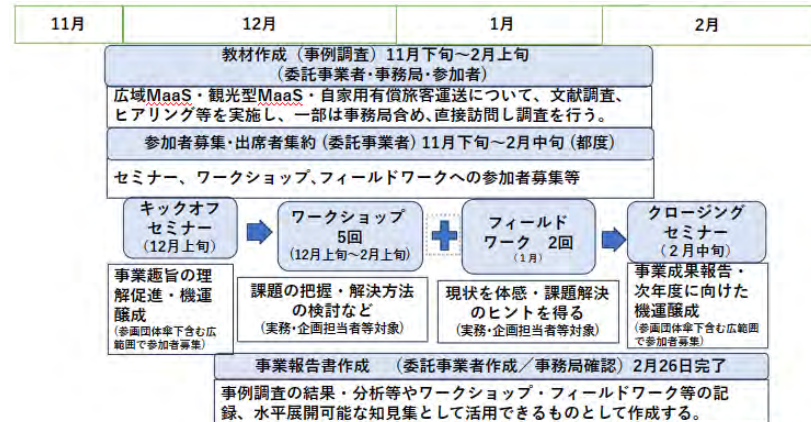 11月 12月 1月 2月
教材作成（事例調査）11月下旬～2月上旬
(委託事業者・事務局・参加者)
広域MaaS・観光型MaaS・自家用有償旅客運送について、文献調査、
ヒアリング等を実施し、一部は事務局含め、直接訪問し調査を行う。
参加者募集・出席者集約 (委託事業者) 11月下旬～2月中旬 (都度)
セミナー、ワークショップ、フィールドワークへの参加者募集等
キックオフ
セミナー
(12月上旬)
ワークショップ
5回
(12月上旬～2月上旬)
フィールド
ワーク 2回
(1月)
クロージング
セミナー
(2月中旬)
事業趣旨の理
解促進・機運
醸成
(参画団体傘下含む広
範囲で参加者募集)
課題の把握・解決方法
の検討など
(実務・企画担当者等対象)
現状を体感・課題解決
のヒントを得る
(実務・企画担当者等対象)
事業成果報告・
次年度に向けた
機運醸成
(参画団体傘下含む広範囲
で参加者募集)
事業報告書作成 （委託事業者作成／事務局確認）2月26日完了
事例調査の結果・分析等やワークショップ・フィールドワーク等の記
録、水平展開可能な知見集として活用できるものとして作成する。